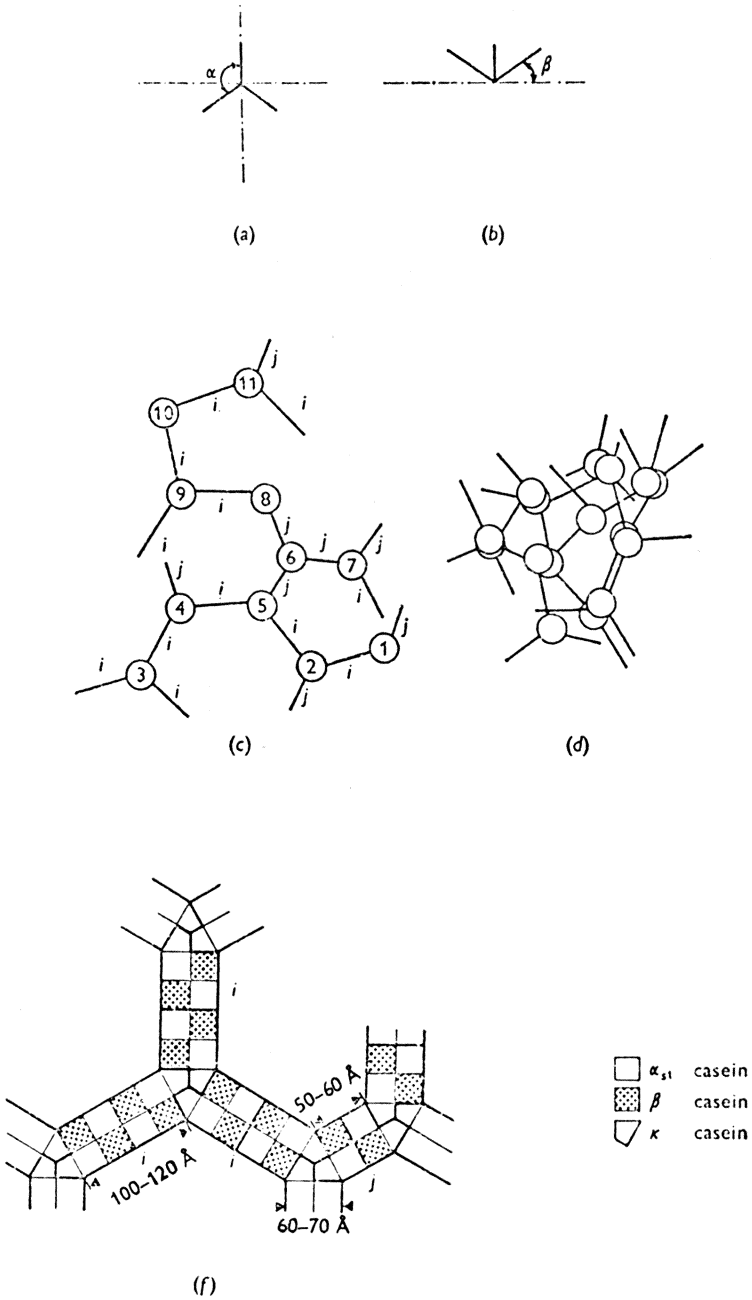 α
β
(a)
(b)
j
11
i
i
10
i
9
i
8
i
j
6
j
j
7
j
i
j
4
i
5
i
i
j
1
3
i
i
2
i
j
(c)
(d)
i
50–60 Å
100–120 Å
i
i
j
60–70 Å
αs1 casein
β casein
κ casein
(f)